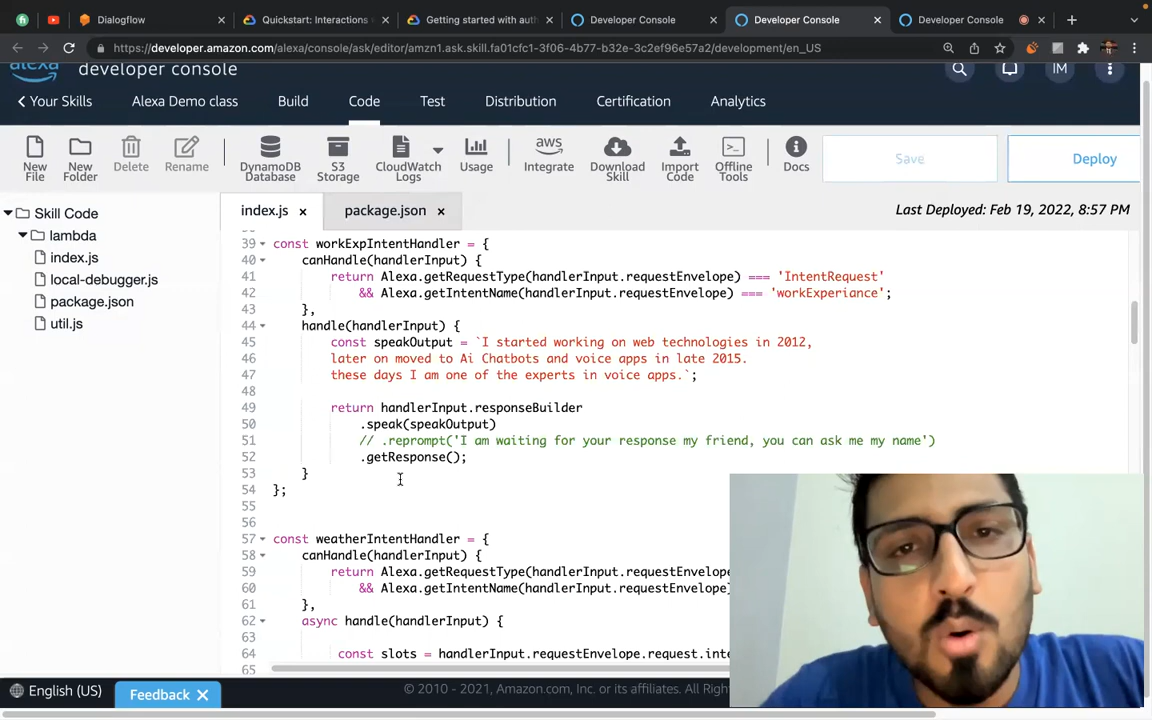 Dialogflow
Quickstart: Interactions
Getting started with aut
Developer Console
Developer Console
Developer Console
https://developer.amazon.com/alexa/console/ask/editor/amzn1.ask.skill.fa01cfc1-3f06-4b77-b32e-3c2ef96e57a2/development/en_US
alexa
developer console
IM
Your Skills
Alexa Demo class
Build
Code
Test
Distribution
Certification
Analytics
New File
New Folder
Delete
Rename
DynamoDB Database
S3 Storage
CloudWatch Logs
Usage
aws
Integrate
Download Skill
Import Code
Offline Tools
Docs
Save
Deploy
index.js
package.json
Last Deployed: Feb 19, 2022, 8:57 PM
Skill Code
lambda
index.js
local-debugger.js
package.json
util.js
39 const workExpIntentHandler = {
40 canHandle(handlerInput) {
41 return Alexa.getRequestType(handlerInput.requestEnvelope) === 'IntentRequest'
42 && Alexa.getIntentName(handlerInput.requestEnvelope) === 'workExperiance';
43 },
44 handle(handlerInput) {
45 const speakOutput = `I started working on web technologies in 2012,
46 later on moved to Ai Chatbots and voice apps in late 2015.
47 these days I am one of the experts in voice apps.`;
48
49 return handlerInput.responseBuilder
50 .speak(speakOutput)
51 // .reprompt('I am waiting for your response my friend, you can ask me my name')
52 .getResponse();
53 }
54 };
55
56
57 const weatherIntentHandler = {
58 canHandle(handlerInput) {
59 return Alexa.getRequestType(handlerInput.requestEnvelope
60 && Alexa.getIntentName(handlerInput.requestEnvelope
61 },
62 async handle(handlerInput) {
63
64 const slots = handlerInput.requestEnvelope.request.inte
65
English (US)
Feedback
© 2010 - 2021, Amazon.com, Inc. or its affiliates. All Righ